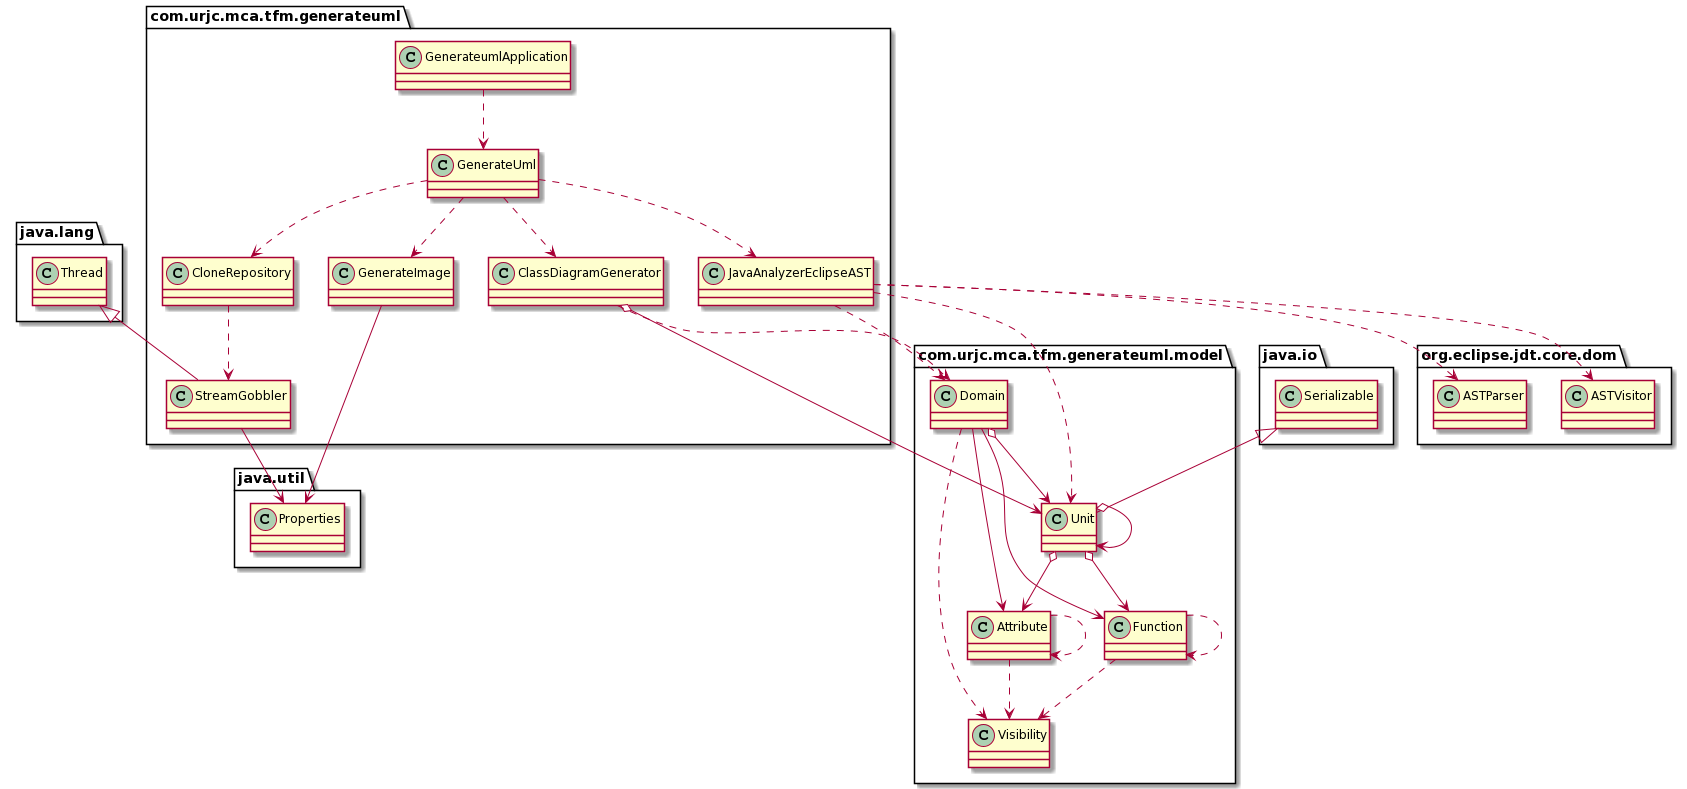 com.urjc.mca.tfm.generateuml
C GenerateumlApplication
C GenerateUml
java.lang
C Thread
C CloneRepository
C GenerateImage
C ClassDiagramGenerator
C JavaAnalyzerEclipseAST
com.urjc.mca.tfm.generateuml.model
java.io
org.eclipse.jdt.core.dom
C StreamGobbler
C Domain
C Serializable
C ASTParser
C ASTVisitor
java.util
C Properties
C Unit
C Attribute
C Function
C Visibility